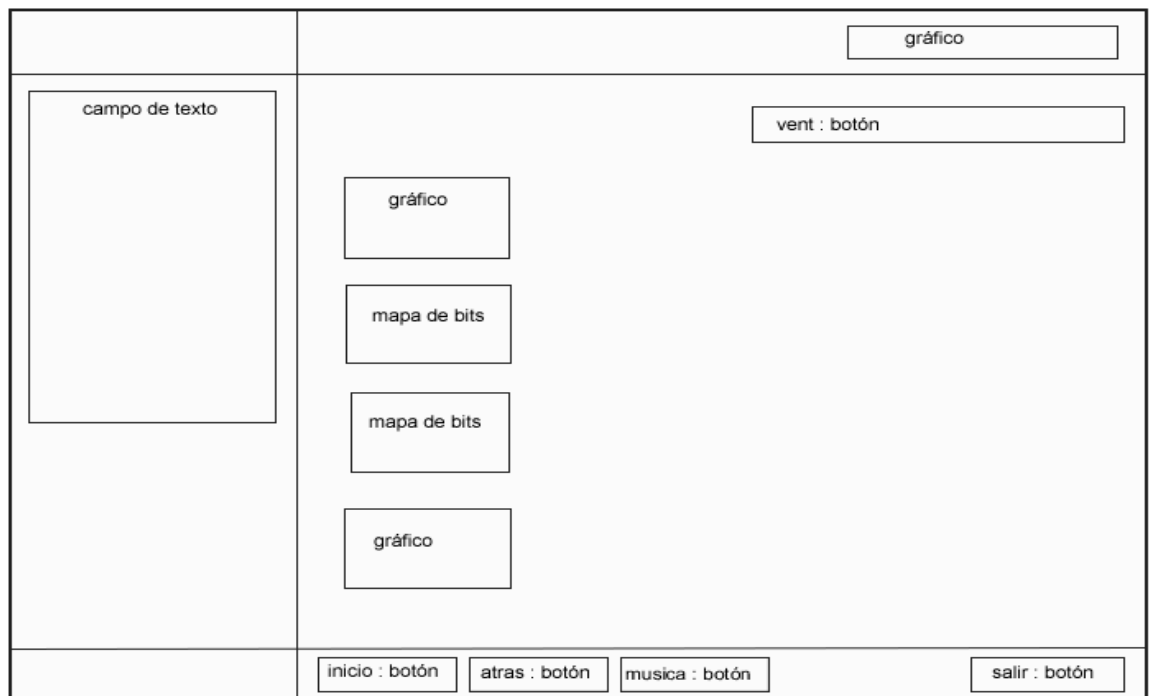 gráfico
campo de texto
vent : botón
gráfico
mapa de bits
mapa de bits
gráfico
inicio : botón
atras : botón
musica : botón
salir : botón